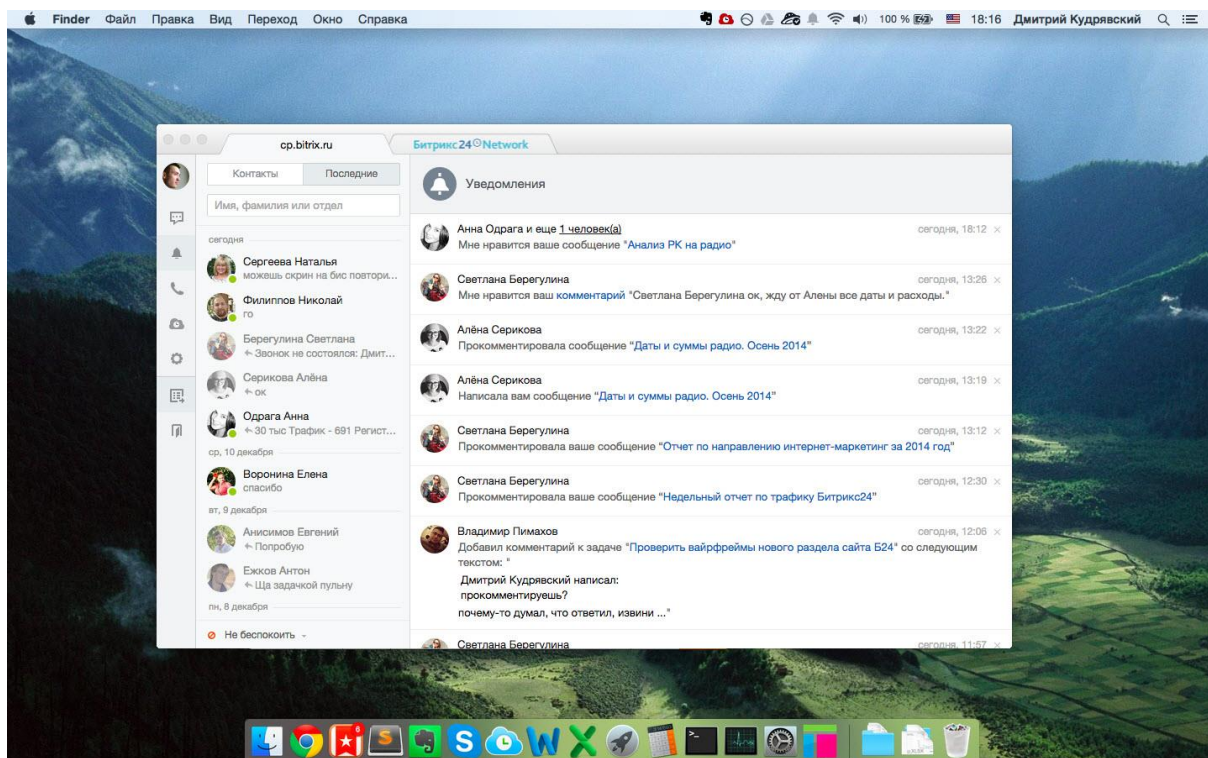 Finder Файл Правка Вид Переход Окно Справка
100 % 18:16 Дмитрий Кудрявский
cp.bitrix.ru
Битрикс24 Network
Контакты Последние
Имя, фамилия или отдел
сегодня
Сергеева Наталья
можешь скрин на бис повтори...
Филиппов Николай
го
Берегулина Светлана
Звонок не состоялся: Дмит...
Серикова Алёна
ок
Одрага Анна
30 тыс Трафик - 691 Регист...
ср, 10 декабря
Воронина Елена
спасибо
вт, 9 декабря
Анисимов Евгений
Попробую
Ежков Антон
Ща задачкой пульну
пн, 8 декабря
Не беспокоить
Уведомления
Анна Одрага и еще 1 человек(а)
сегодня, 18:12
Мне нравится ваше сообщение "Анализ РК на радио"
Светлана Берегулина
сегодня, 13:26
Мне нравится ваш комментарий "Светлана Берегулина ок, жду от Алены все даты и расходы."
Алёна Серикова
сегодня, 13:22
Прокомментировала сообщение "Даты и суммы радио. Осень 2014"
Алёна Серикова
сегодня, 13:19
Написала вам сообщение "Даты и суммы радио. Осень 2014"
Светлана Берегулина
сегодня, 13:12
Прокомментировала ваше сообщение "Отчет по направлению интернет-маркетинг за 2014 год"
Светлана Берегулина
сегодня, 12:30
Прокомментировала ваше сообщение "Недельный отчет по трафику Битрикс24"
Владимир Пимахов
сегодня, 12:06
Добавил комментарий к задаче "Проверить вайрфреймы нового раздела сайта Б24" со следующим
текстом: "
Дмитрий Кудрявский написал:
прокомментируешь?
почему-то думал, что ответил, извини ..."
Светлана Берегулина
сегодня, 11:57